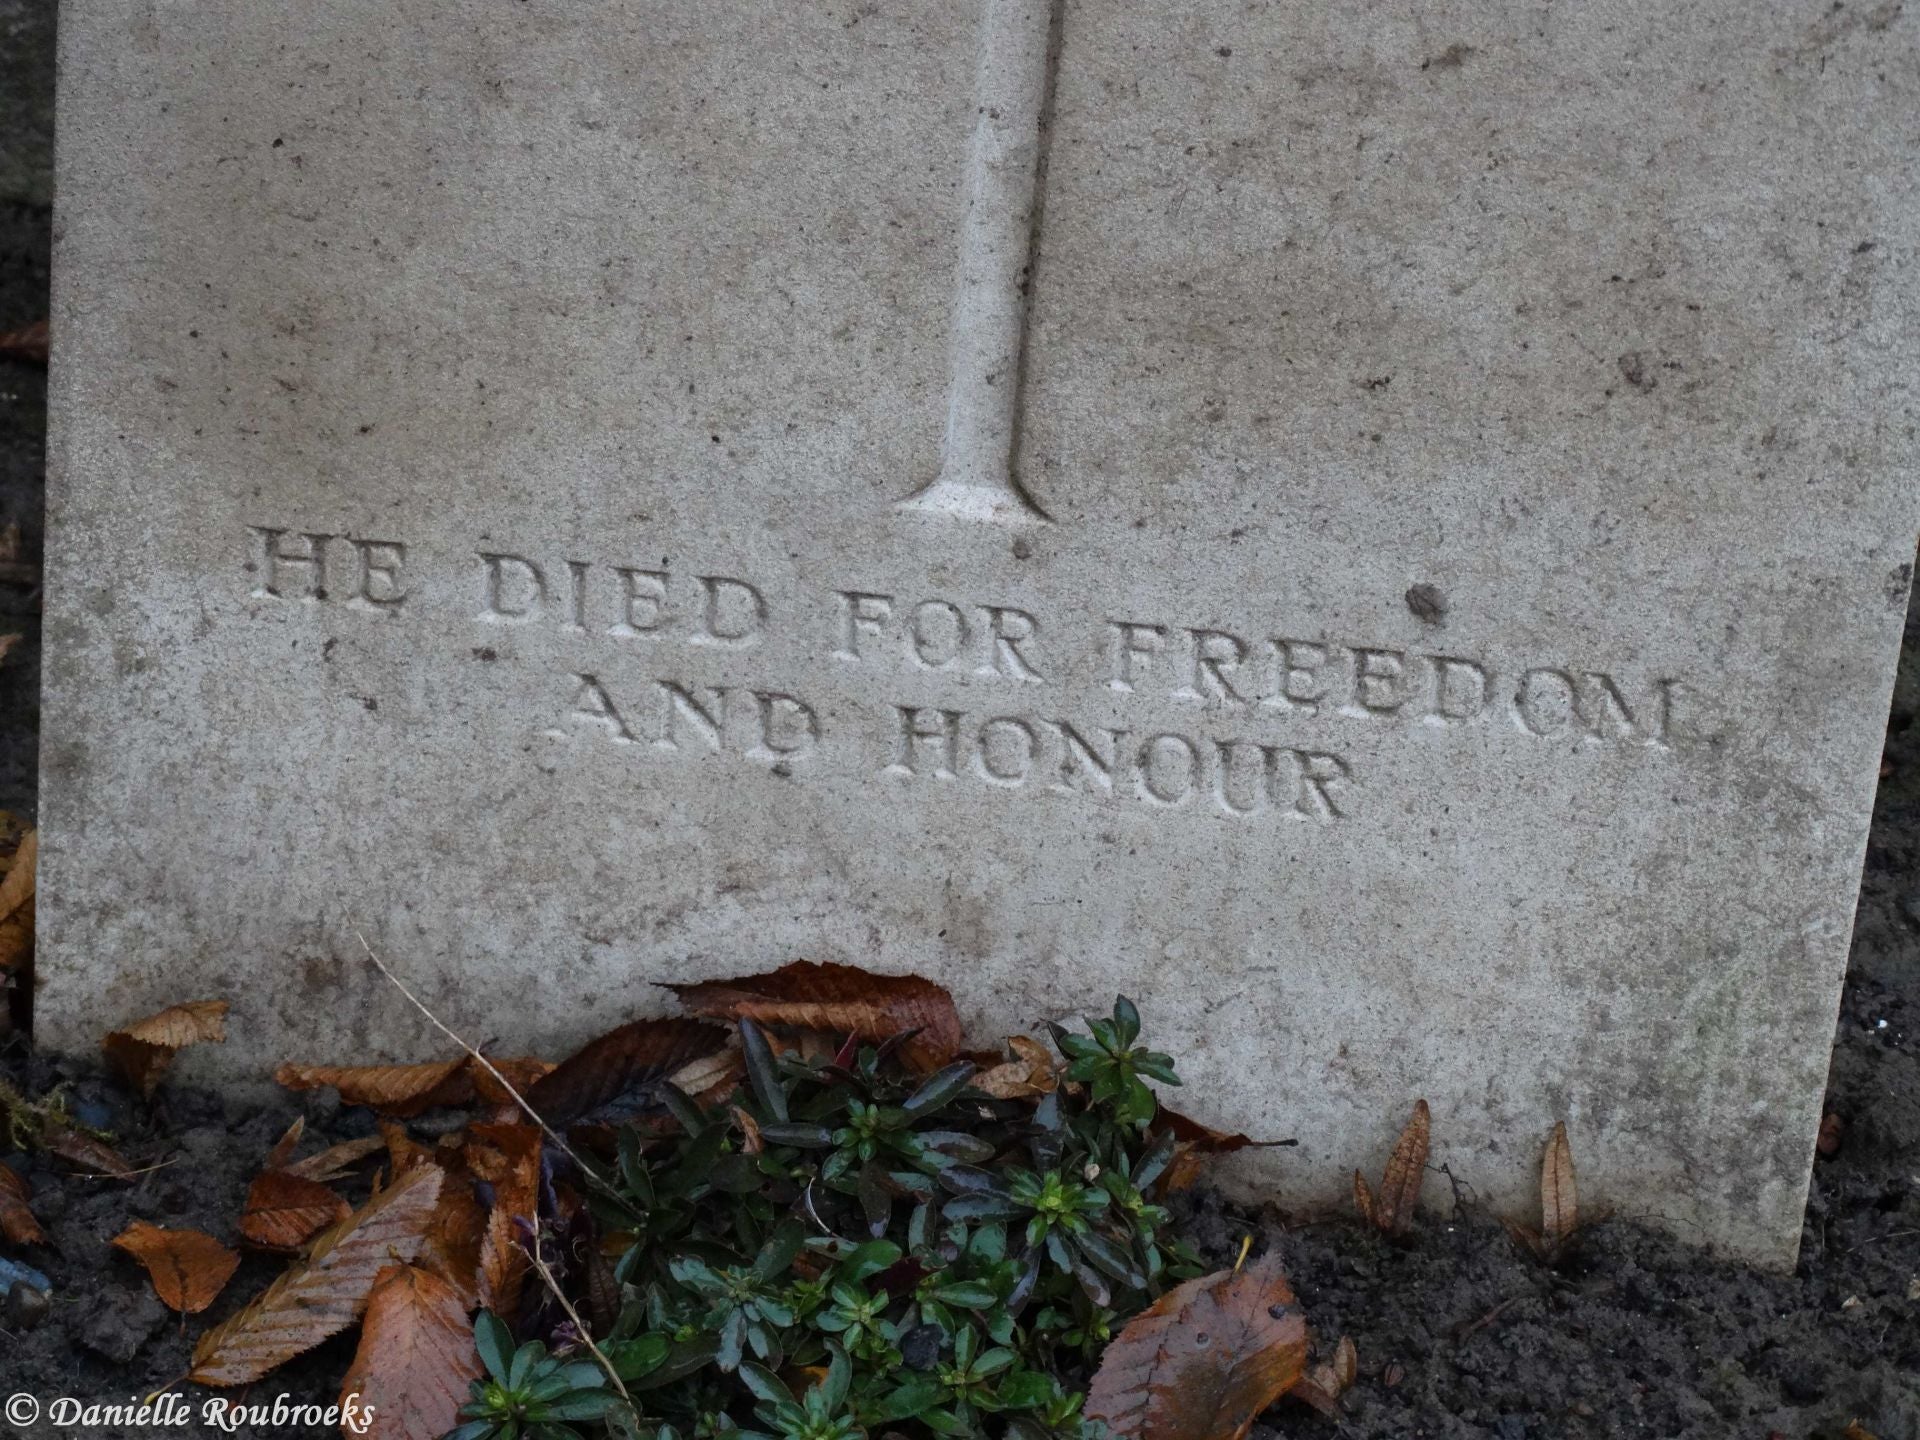 HE DIED FOR FREEDOM
AND HONOUR
© Danielle Roubroeks